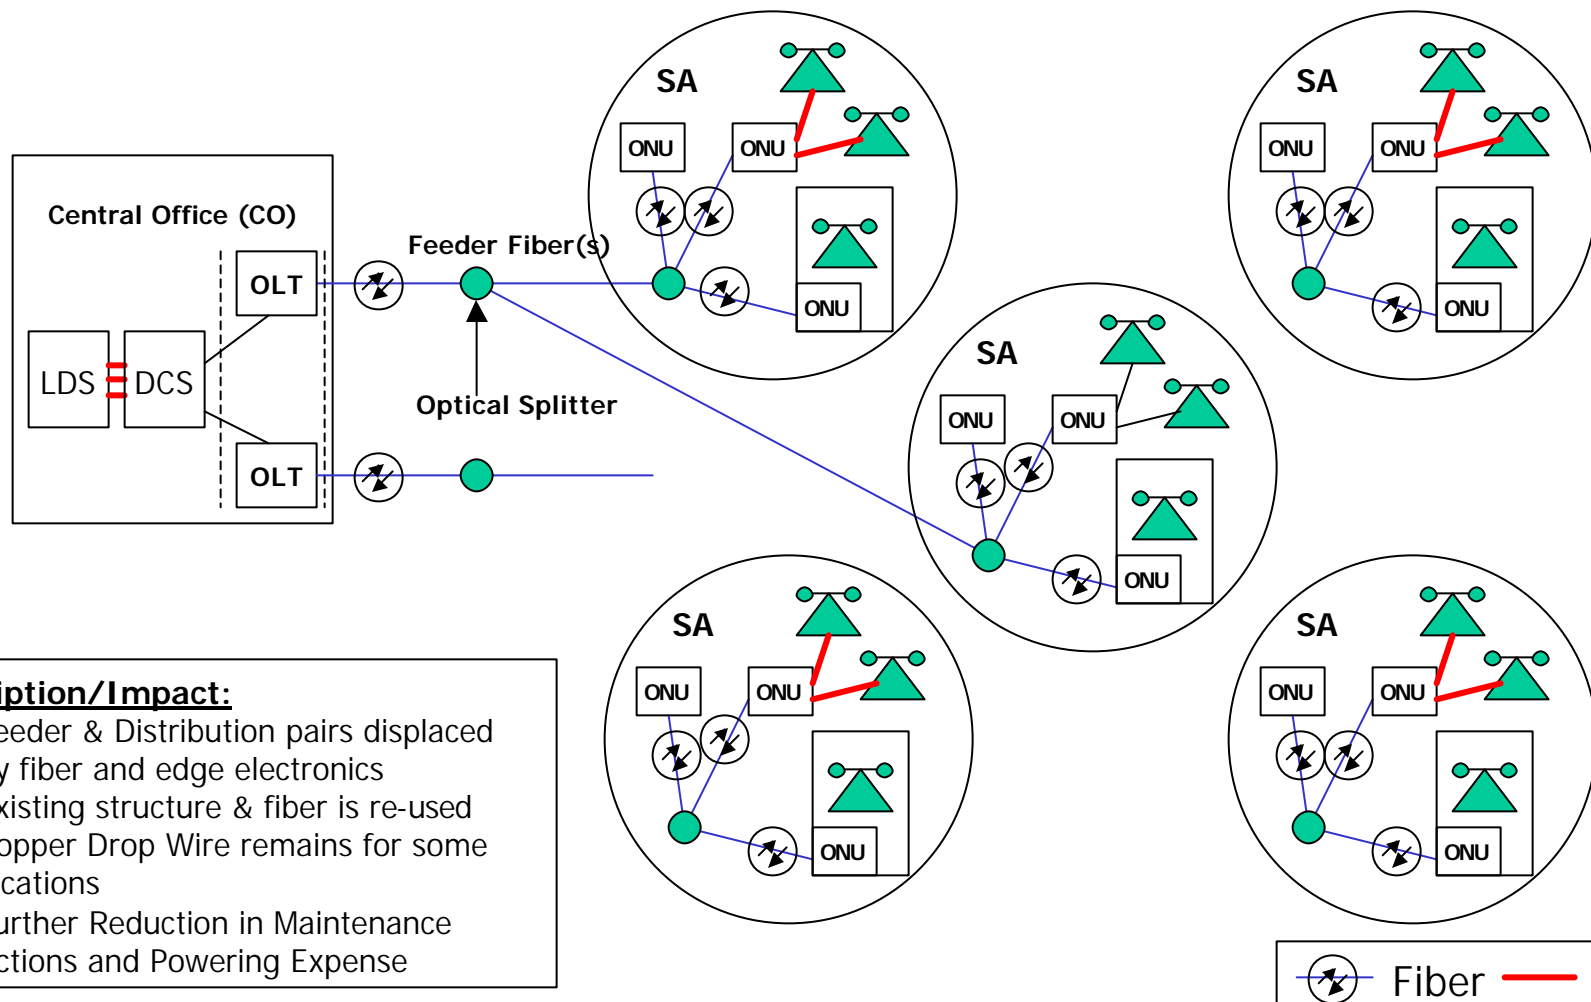 SA
ONU
ONU
ONU
SA
ONU
ONU
ONU
Central Office (CO)
OLT
LDS
DCS
OLT
Feeder Fiber(s)
Optical Splitter
SA
ONU
ONU
ONU
SA
ONU
ONU
ONU
SA
ONU
ONU
ONU
iption/Impact:
eeder & Distribution pairs displaced
y fiber and edge electronics
xisting structure & fiber is re-used
opper Drop Wire remains for some
cations
urther Reduction in Maintenance
ctions and Powering Expense
Fiber